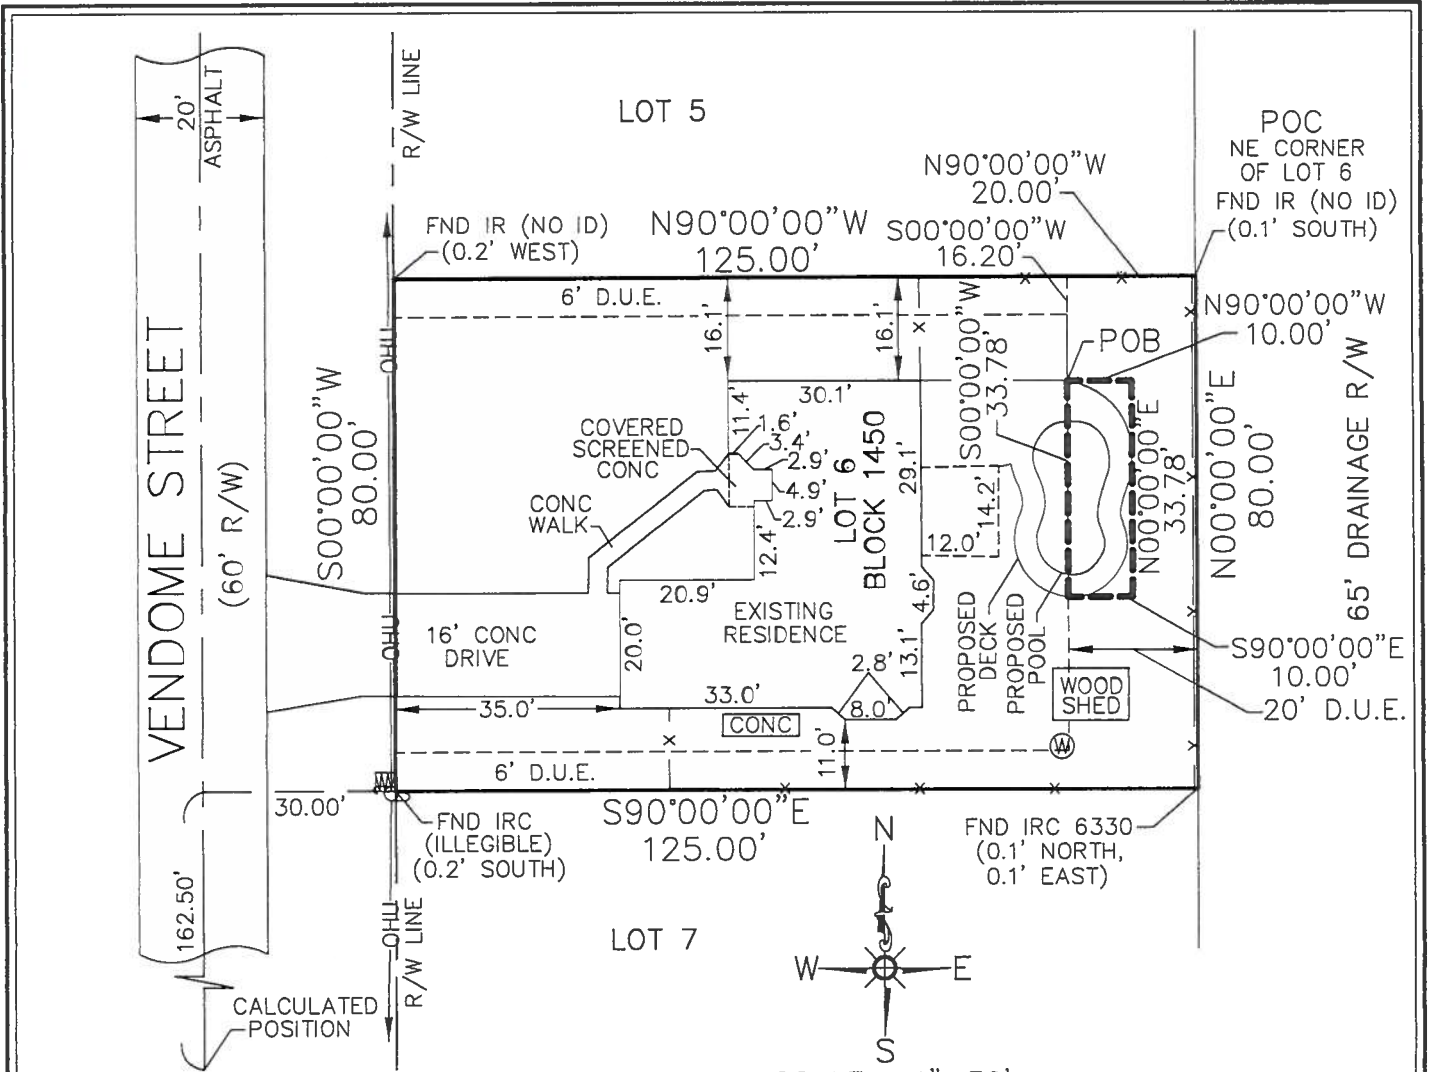 LOT 5
POC
NE CORNER
OF LOT 6
FND IR (NO ID)
(0.1' SOUTH)
20'
ASPHALT
R/W LINE
N90°00'00"W
20.00'
FND IR (NO ID)
(0.2' WEST)
N90°00'00"W
125.00'
S00°00'00"W
16.20'
6' D.U.E.
N90°00'00"W
10.00'
OHU
16.1'
16.1'
POB
VENDOME STREET
(60' R/W)
S00°00'00"W
80.00'
30.1'
11.4'
1.6'
3.4'
2.9'
4.9'
2.9'
12.4'
COVERED
SCREENED
CONC
CONC
WALK
LOT 6
BLOCK 1450
29.1'
S00°00'00"W
33.78'
14.2'
12.0'
N00°00'00"E
33.78'
N00°00'00"E
80.00'
65' DRAINAGE R/W
20.9'
EXISTING
RESIDENCE
4.6'
OHU
16' CONC
DRIVE
20.0'
13.1'
PROPOSED
DECK
PROPOSED
POOL
S90°00'00"E
10.00'
2.8'
33.0'
8.0'
WOOD
SHED
20' D.U.E.
35.0'
CONC
11.0'
W
6' D.U.E.
W
30.00'
S90°00'00"E
125.00'
FND IRC
(ILLEGIBLE)
(0.2' SOUTH)
FND IRC 6330
(0.1' NORTH,
0.1' EAST)
N
162.50'
OHU
R/W LINE
LOT 7
W
E
CALCULATED
POSITION
S